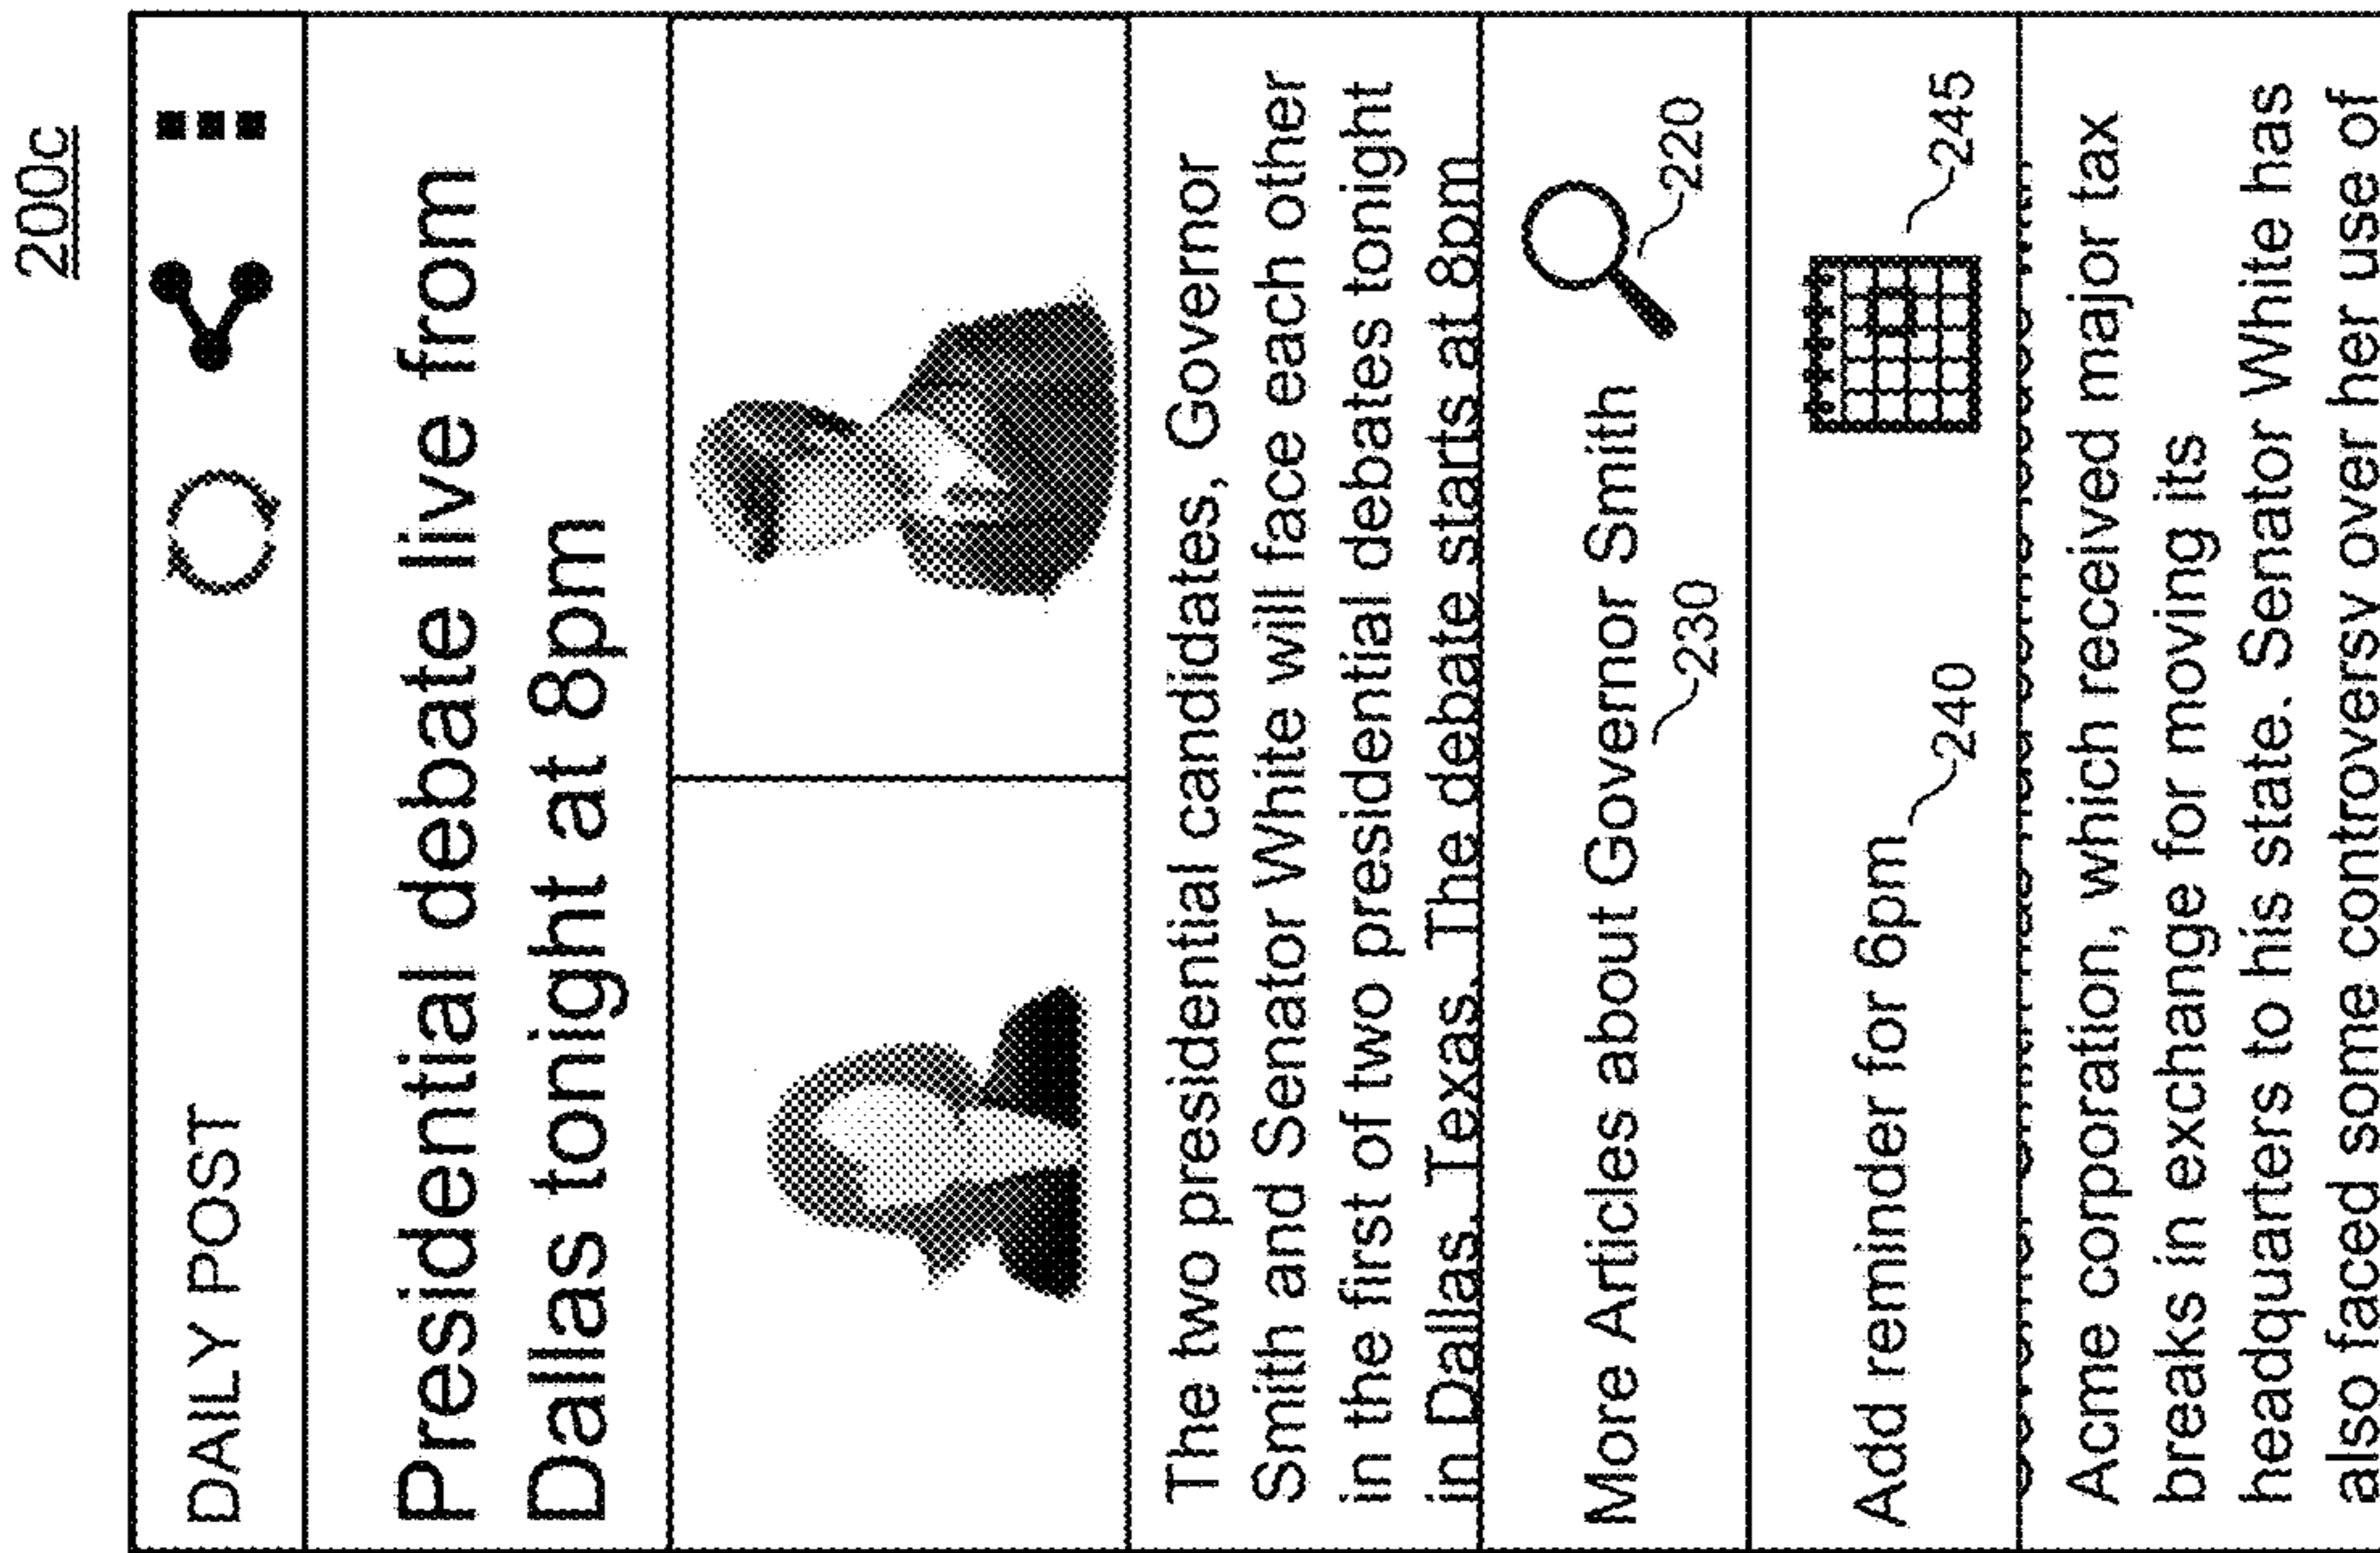 200c
DAILY POST
Presidential debate live from
Dallas tonight at 8pm
The two presidential candidates, Governor
Smith and Senator White will face each other
in the first of two presidential debates tonight
in Dallas, Texas. The debate starts at 8pm
More Articles about Governor Smith
220
230
Add reminder for 6pm
240
245
Acme corporation, which received major tax
breaks in exchange for moving its
headquarters to his state. Senator White has
also faced some controversy over her use of